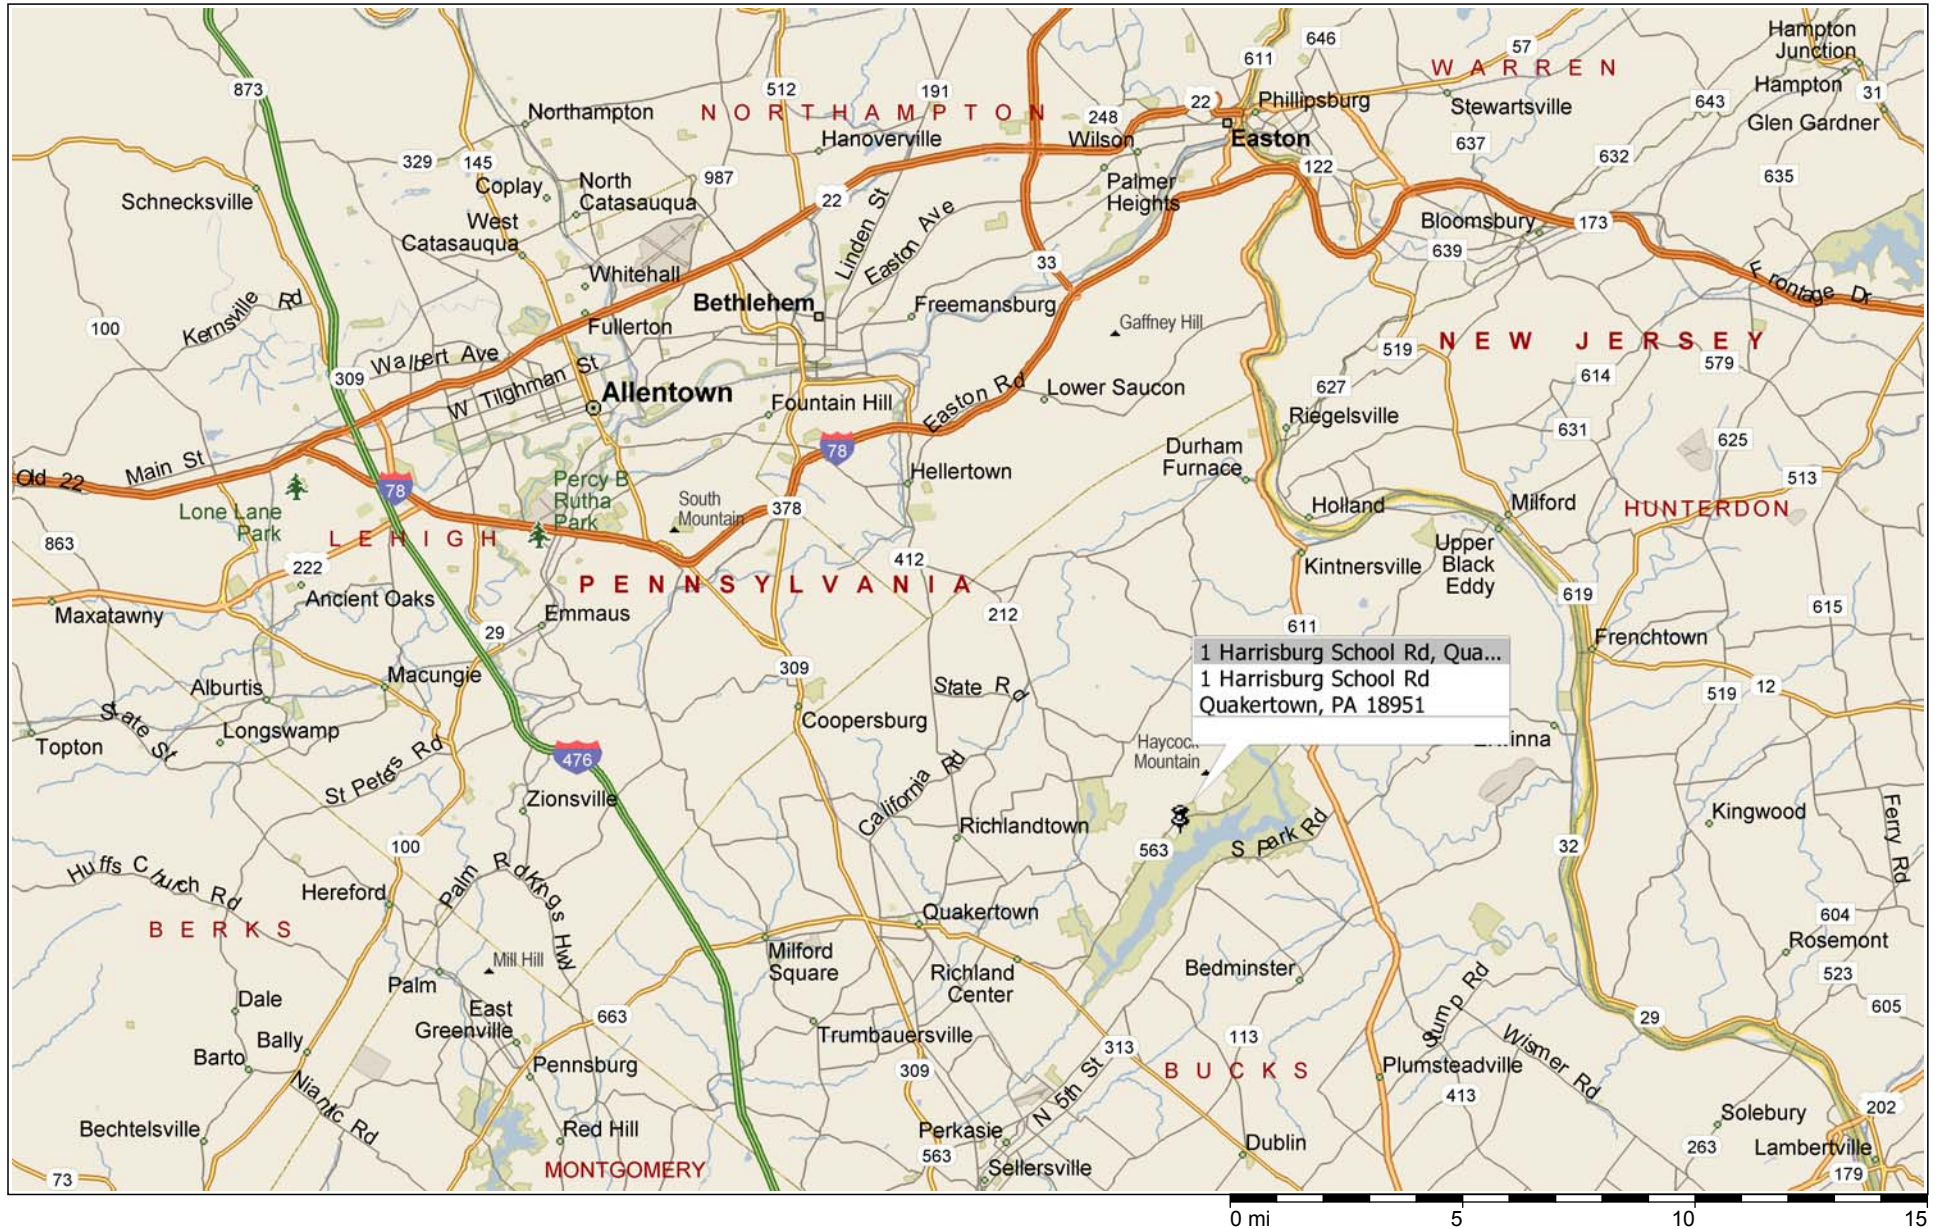 Hampton
Junction
646
57
611
W A R R E N
873
512
191
22
Phillipsburg
Hampton
31
643
Stewartsville
Northampton
N O R T H A M P T O N
248
Glen Gardner
Hanoverville
Wilson
Easton
637
632
329
145
987
122
635
Coplay
North
Catasauqua
Palmer
Heights
Schnecksville
22
Linden St
Easton Ave
West
Catasauqua
Bloomsbury
173
639
33
Whitehall
Frontage Dr
Kernsville Rd
Bethlehem
Freemansburg
100
Fullerton
Gaffney Hill
N E W J E R S E Y
Walbert Ave
519
579
309
614
W Tilghman St
Allentown
Fountain Hill
Easton Rd
Lower Saucon
627
Riegelsville
631
625
78
Durham
Furnace
Main St
Old 22
Hellertown
513
78
Percy B
Rutha
Park
South
Mountain
378
Holland
Milford
HUNTERDON
Lone Lane
Park
L E H I G H
863
412
Upper
Black
Eddy
222
P E N N S Y L V A N I A
Kintnersville
619
Ancient Oaks
Maxatawny
Emmaus
212
615
29
611
Frenchtown
1 Harrisburg School Rd, Qua...
1 Harrisburg School Rd
Quakertown, PA 18951
309
Macungie
Alburtis
State Rd
519
12
State St
Longswamp
Coopersburg
Topton
Haycock
Mountain
476
St Peters Rd
California Rd
Zionsville
Kingwood
Ferry Rd
Richlandtown
S Park Rd
100
563
32
Huffs Church Rd
Palm Rd
Kings Hwy
Hereford
Quakertown
604
B E R K S
Milford
Square
Rosemont
Mill Hill
Richland
Center
Bedminster
523
Palm
Dale
East
Greenville
663
605
Sump Rd
29
Wismer Rd
Bally
Trumbauersville
313
113
Barto
Pennsburg
309
B U C K S
Plumsteadville
Niantic Rd
N 5th St
413
202
Bechtelsville
Red Hill
Perkasie
Solebury
Dublin
263
Lambertville
563
MONTGOMERY
Sellersville
73
179
0 mi 5 10 15